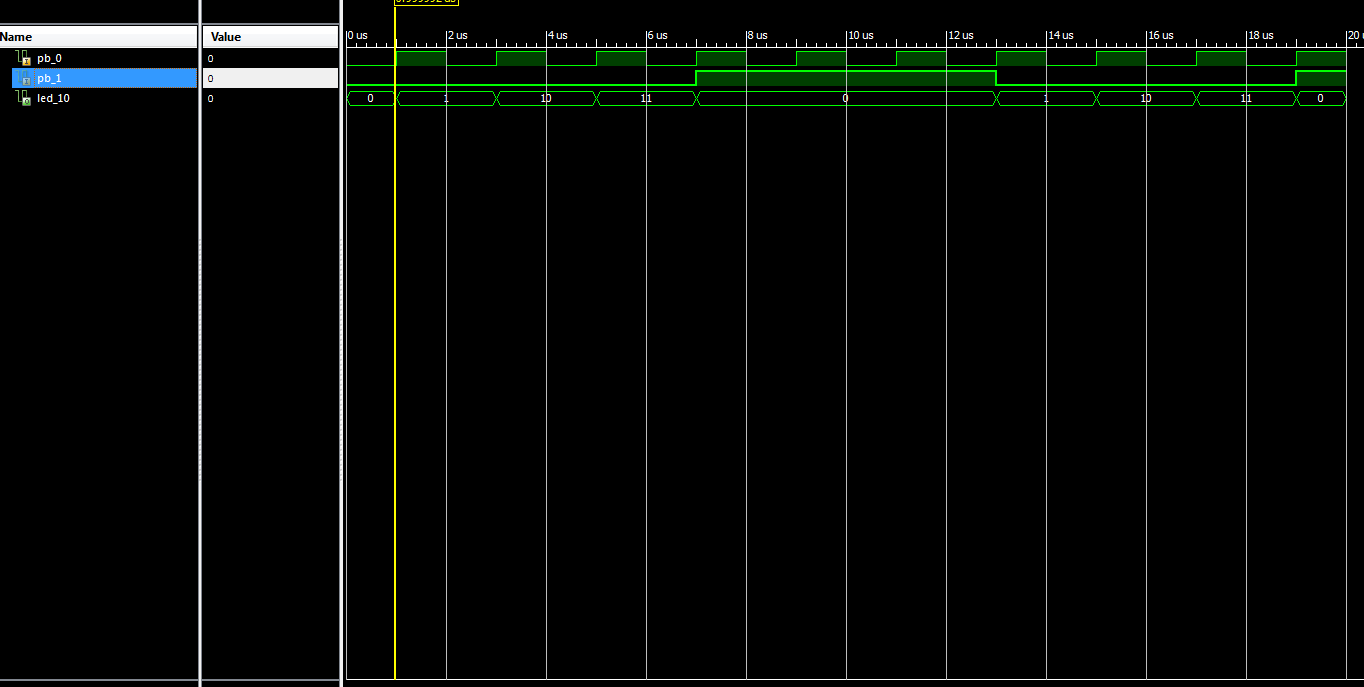 Name Value
0 us 2 us 4 us 6 us 8 us 10 us 12 us 14 us 16 us 18 us 20
pb_0 0
pb_1 0
led_10 0 0 1 10 11 0 1 10 11 0